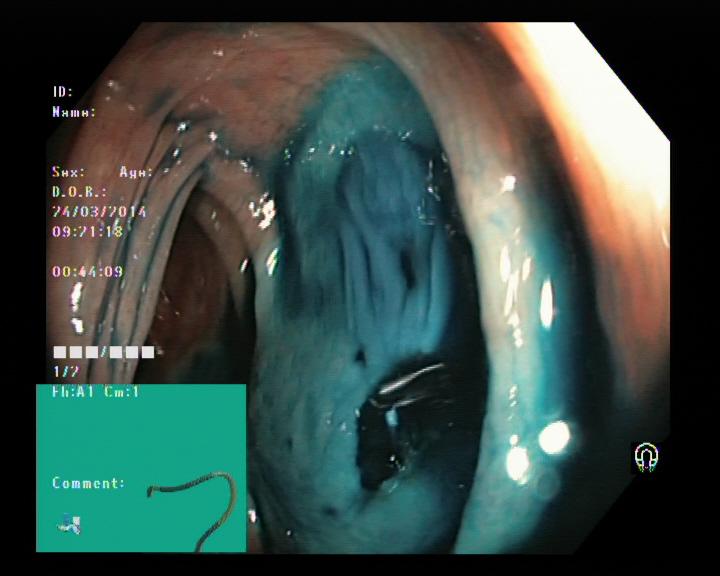 ID:
Name:
Sex: Age:
D.O.B.:
24/03/2014
09:21:18
00:44:09
■■■/■■■
1/2
Eh:A1 Cm:1
Comment: